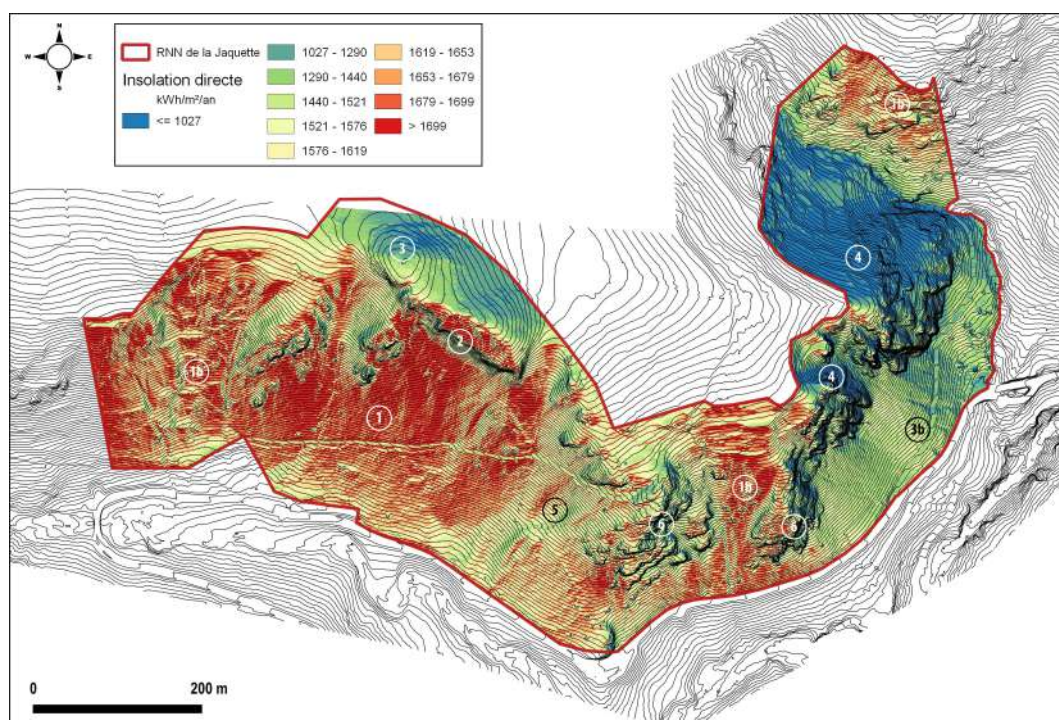 N
W E
S
RNN de la Jaquette
Insolation directe
kWh/m²/an
<= 1027
1027 - 1290
1290 - 1440
1440 - 1521
1521 - 1576
1576 - 1619
1619 - 1653
1653 - 1679
1679 - 1699
> 1699
1b
3
4
2
1b
4
1
3b
1b
5
6
0 200 m